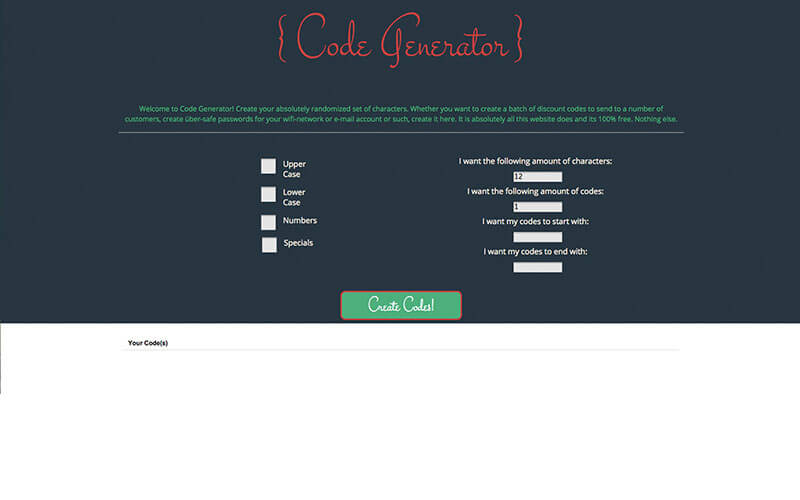 { Code Generator }
Welcome to Code Generator! Create your absolutely randomized set of characters. Whether you want to create a batch of discount codes to send to a number of
customers, create über-safe passwords for your wifi-network or e-mail account or such, create it here. It is absolutely all this website does and its 100% free. Nothing else.
Upper
Case
Lower
Case
Numbers
Specials
I want the following amount of characters:
12
I want the following amount of codes:
1
I want my codes to start with:
I want my codes to end with:
Create Codes!
Your Code(s)